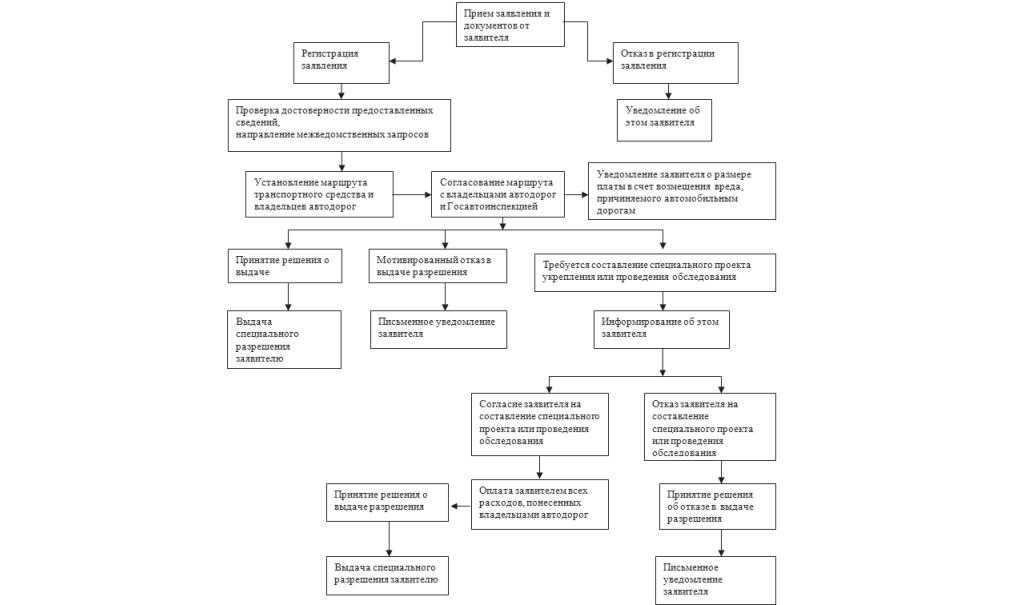 Прием заявления и
документов от
заявителя
Регистрация
заявления
Отказ в регистрации
заявления
Проверка достоверности предоставленных
сведений,
направление межведомственных запросов
Уведомление об
этом заявителя
Установление маршрута
транспортного средства и
владельцев автодорог
Согласование маршрута
с владельцами автодорог
и Госавтоинспекцией
Уведомление заявителя о размере
платы в счет возмещения вреда,
причиняемого автомобильным
дорогам
Принятие решения о
выдаче
Мотивированный отказ в
выдаче разрешения
Требуется составление специального проекта
укрепления или проведения обследования
Выдача
специального
разрешения
заявителю
Письменное уведомление
заявителя
Информирование об этом
заявителя
Согласие заявителя на
составление специального
проекта или проведения
обследования
Отказ заявителя на
составление
специального проекта
или проведения
обследования
Принятие решения о
выдаче разрешения
Оплата заявителем всех
расходов, понесенных
владельцами автодорог
Принятие решения
об отказе в выдаче
разрешения
Выдача специального
разрешения заявителю
Письменное
уведомление
заявителя